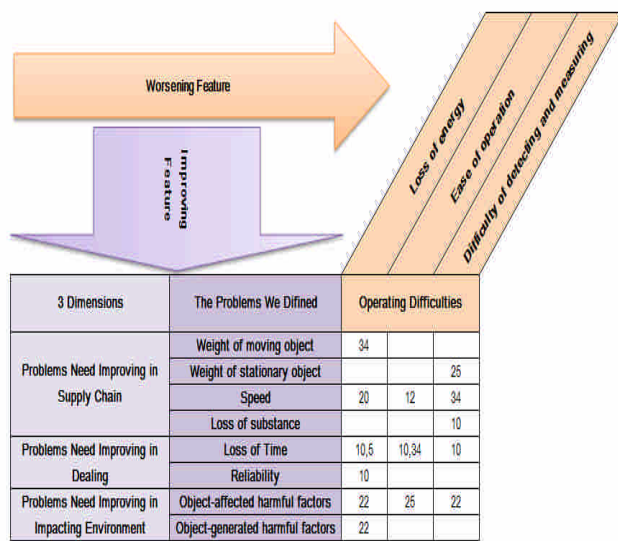 Worsening Feature
Improving
Feature
Loss of energy
Ease of operation
Difficulty of detecting and measuring
3 Dimensions The Problems We Difined Operating Difficulties
Problems Need Improving in
Supply Chain
Weight of moving object 34
Weight of stationary object 25
Speed 20 12 34
Loss of substance 10
Problems Need Improving in
Dealing
Loss of Time 10,5 10,34 10
Reliability 10
Problems Need Improving in
Impacting Environment
Object-affected harmful factors 22 25 22
Object-generated harmful factors 22